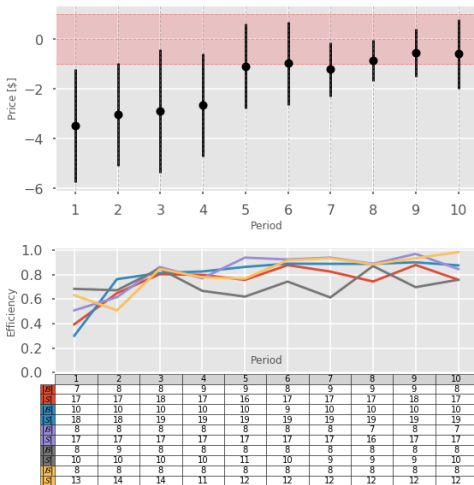 0
−2
−4
−6
Price [$]
1 2 3 4 5 6 7 8 9 10
Period
1.0
0.8
0.6
0.4
0.2
0.0
Efficiency
Period
1 2 3 4 5 6 7 8 9 10
|B| 7 8 8 9 9 8 9 9 9 8
|S| 17 17 18 17 16 17 17 17 18 17
|B| 10 10 10 10 10 9 10 10 10 10
|S| 18 18 19 19 19 19 19 19 19 19
|B| 8 8 8 8 8 8 8 7 8 7
|S| 17 17 17 17 17 17 17 16 17 17
|B| 8 9 8 8 8 8 8 8 8 8
|S| 10 10 10 10 11 10 9 9 9 10
|B| 8 8 8 8 8 8 8 8 8 8
|S| 13 14 14 11 12 12 12 12 12 12